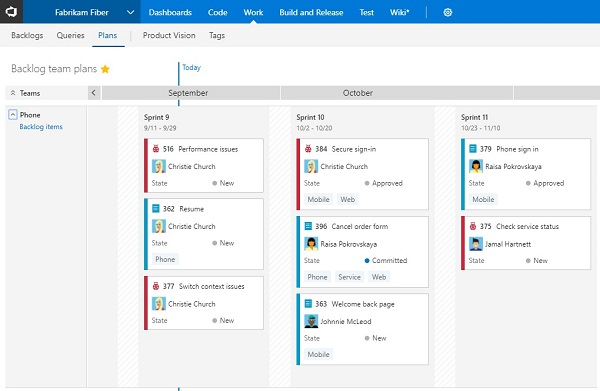 Fabrikam Fiber Dashboards Code Work Build and Release Test Wiki*
Backlogs Queries Plans Product Vision Tags
Backlog team plans
Today
Teams
September October
Phone
Backlog items
Sprint 9
9/11 - 9/29
516 Performance issues
Christie Church
State New
362 Resume
Christie Church
State New
Phone
377 Switch context issues
Christie Church
State New
Sprint 10
10/2 - 10/20
384 Secure sign-in
Christie Church
State Approved
Mobile Web
396 Cancel order form
Raisa Pokrovskaya
State Committed
Phone Service Web
363 Welcome back page
Johnnie McLeod
State New
Mobile
Sprint 11
10/23 - 11/10
379 Phone sign in
Raisa Pokrovskaya
State Approved
Mobile
375 Check service status
Jamal Hartnett
State New